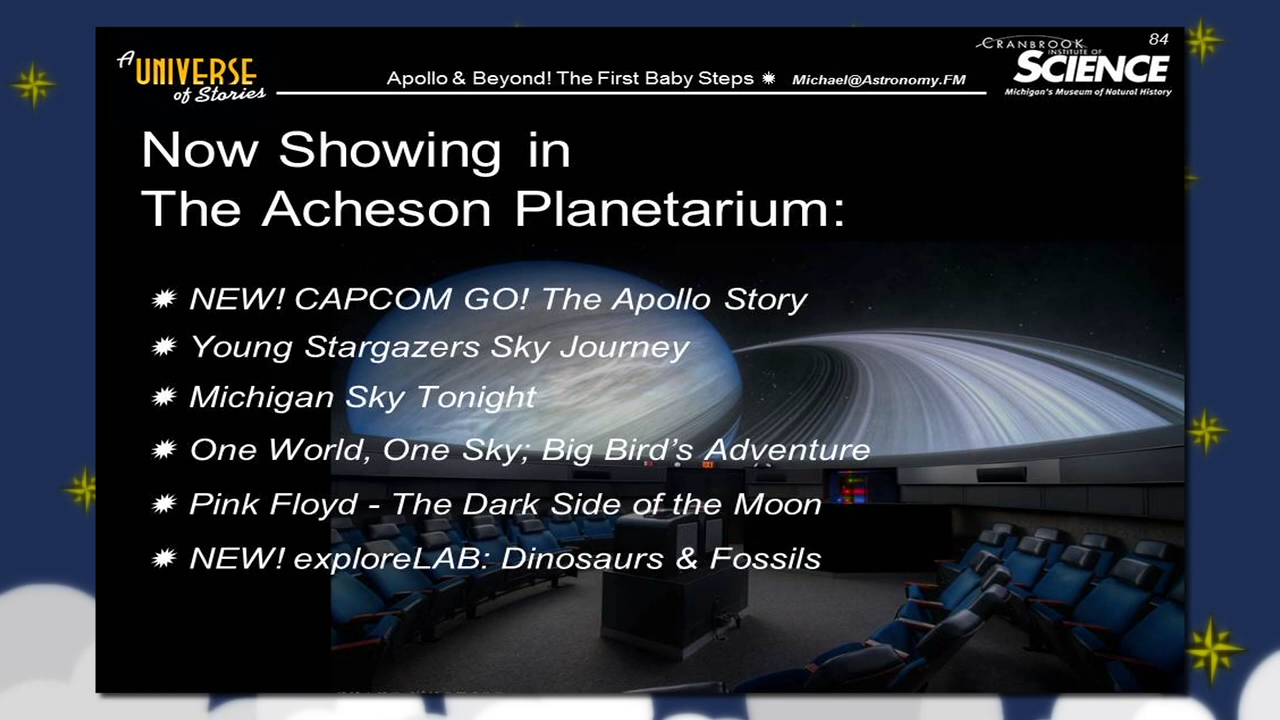 A
UNIVERSE
of Stories
Apollo & Beyond! The First Baby Steps ✹ Michael@Astronomy.FM
84
CRANBROOK
INSTITUTE OF
SCIENCE
Michigan's Museum of Natural History
Now Showing in
The Acheson Planetarium:
✹ NEW! CAPCOM GO! The Apollo Story
✹ Young Stargazers Sky Journey
✹ Michigan Sky Tonight
✹ One World, One Sky; Big Bird’s Adventure
✹ Pink Floyd - The Dark Side of the Moon
✹ NEW! exploreLAB: Dinosaurs & Fossils